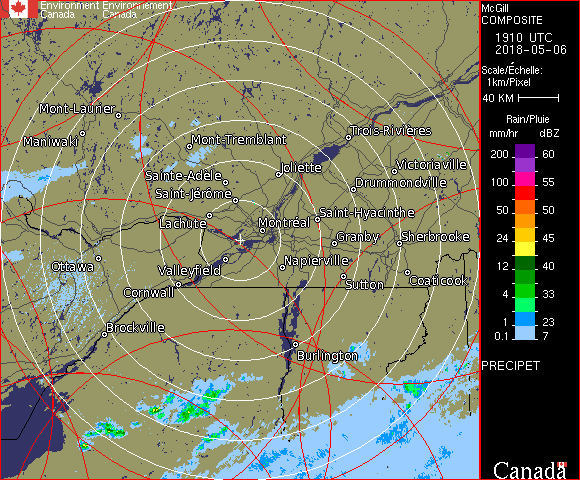 Environment Environnement
Canada Canada
McGill
COMPOSITE
1910 UTC
2018-05-06
Scale/Échelle:
1km/Pixel
40 KM
Rain/Pluie
mm/hr dBZ
200 60
100 55
100 55
50 50
24 45
12 40
4 33
1 23
0.1 7
PRECIPET
Mont-Laurier
Maniwaki
Mont-Tremblant
Trois-Rivières
Victoriaville
Sainte-Adèle
Joliette
Saint-Jérôme
Drummondville
Lachute
Montréal
Saint-Hyacinthe
Granby
Sherbrooke
Ottawa
Valleyfield
Napierville
Cornwall
Sutton
Coaticook
Brockville
Burlington
Canada